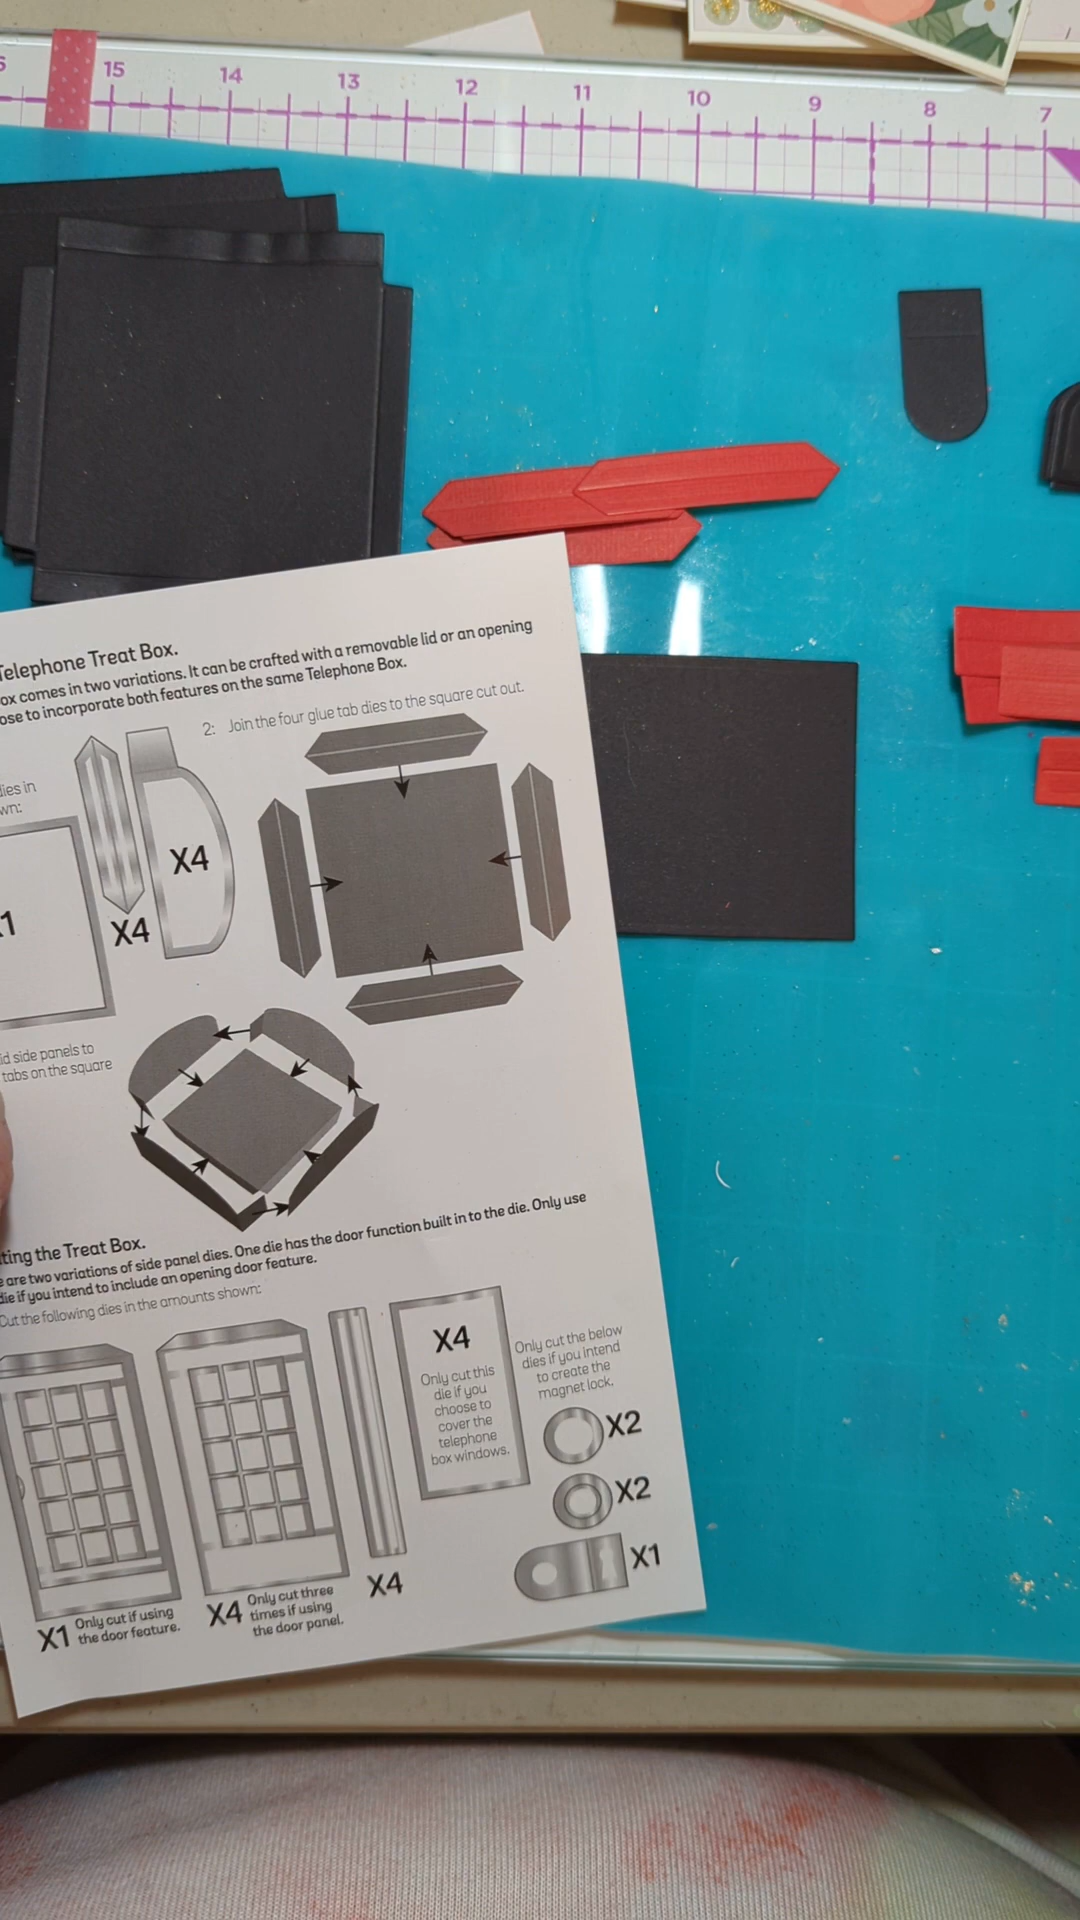 15 14 13 12 11 10 9 8 7
Telephone Treat Box.
ox comes in two variations. It can be crafted with a removable lid or an opening
ose to incorporate both features on the same Telephone Box.
2: Join the four glue tab dies to the square cut out.
dies in
wn:
X4
X4
1
id side panels to
tabs on the square
ting the Treat Box.
e are two variations of side panel dies. One die has the door function built in to the die. Only use
die if you intend to include an opening door feature.
Cut the following dies in the amounts shown:
X4
Only cut this
die if you
choose to
cover the
telephone
box windows.
Only cut the below
dies if you intend
to create the
magnet lock.
X2
X2
X1
X1 Only cut if using
the door feature.
X4 Only cut three
times if using
the door panel.
X4